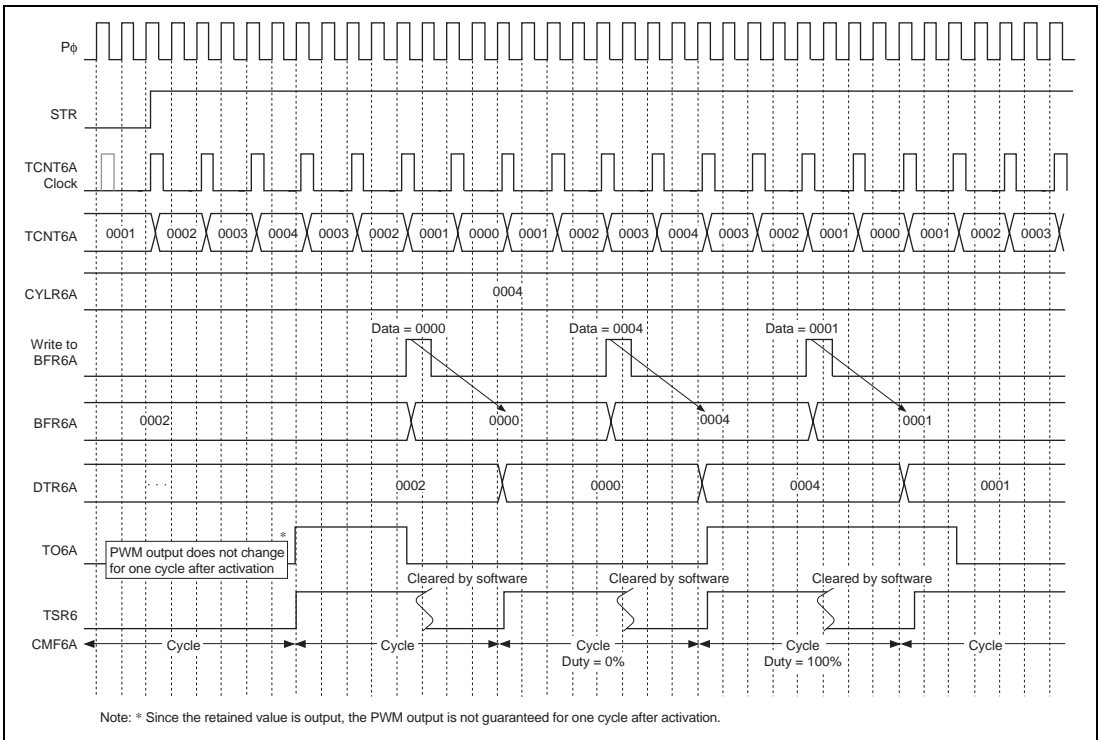 Pφ
STR
TCNT6A
Clock
TCNT6A
0001 0002 0003 0004 0003 0002 0001 0000 0001 0002 0003 0004 0003 0002 0001 0000 0001 0002 0003
CYLR6A
0004
Data = 0000 Data = 0004 Data = 0001
Write to
BFR6A
BFR6A
0002 0000 0004 0001
DTR6A
· · · 0002 0000 0004 0001
TO6A
*
PWM output does not change
for one cycle after activation
Cleared by software Cleared by software Cleared by software
TSR6
CMF6A
Cycle Cycle Cycle Cycle Cycle
Duty = 0% Duty = 100%
Note: * Since the retained value is output, the PWM output is not guaranteed for one cycle after activation.